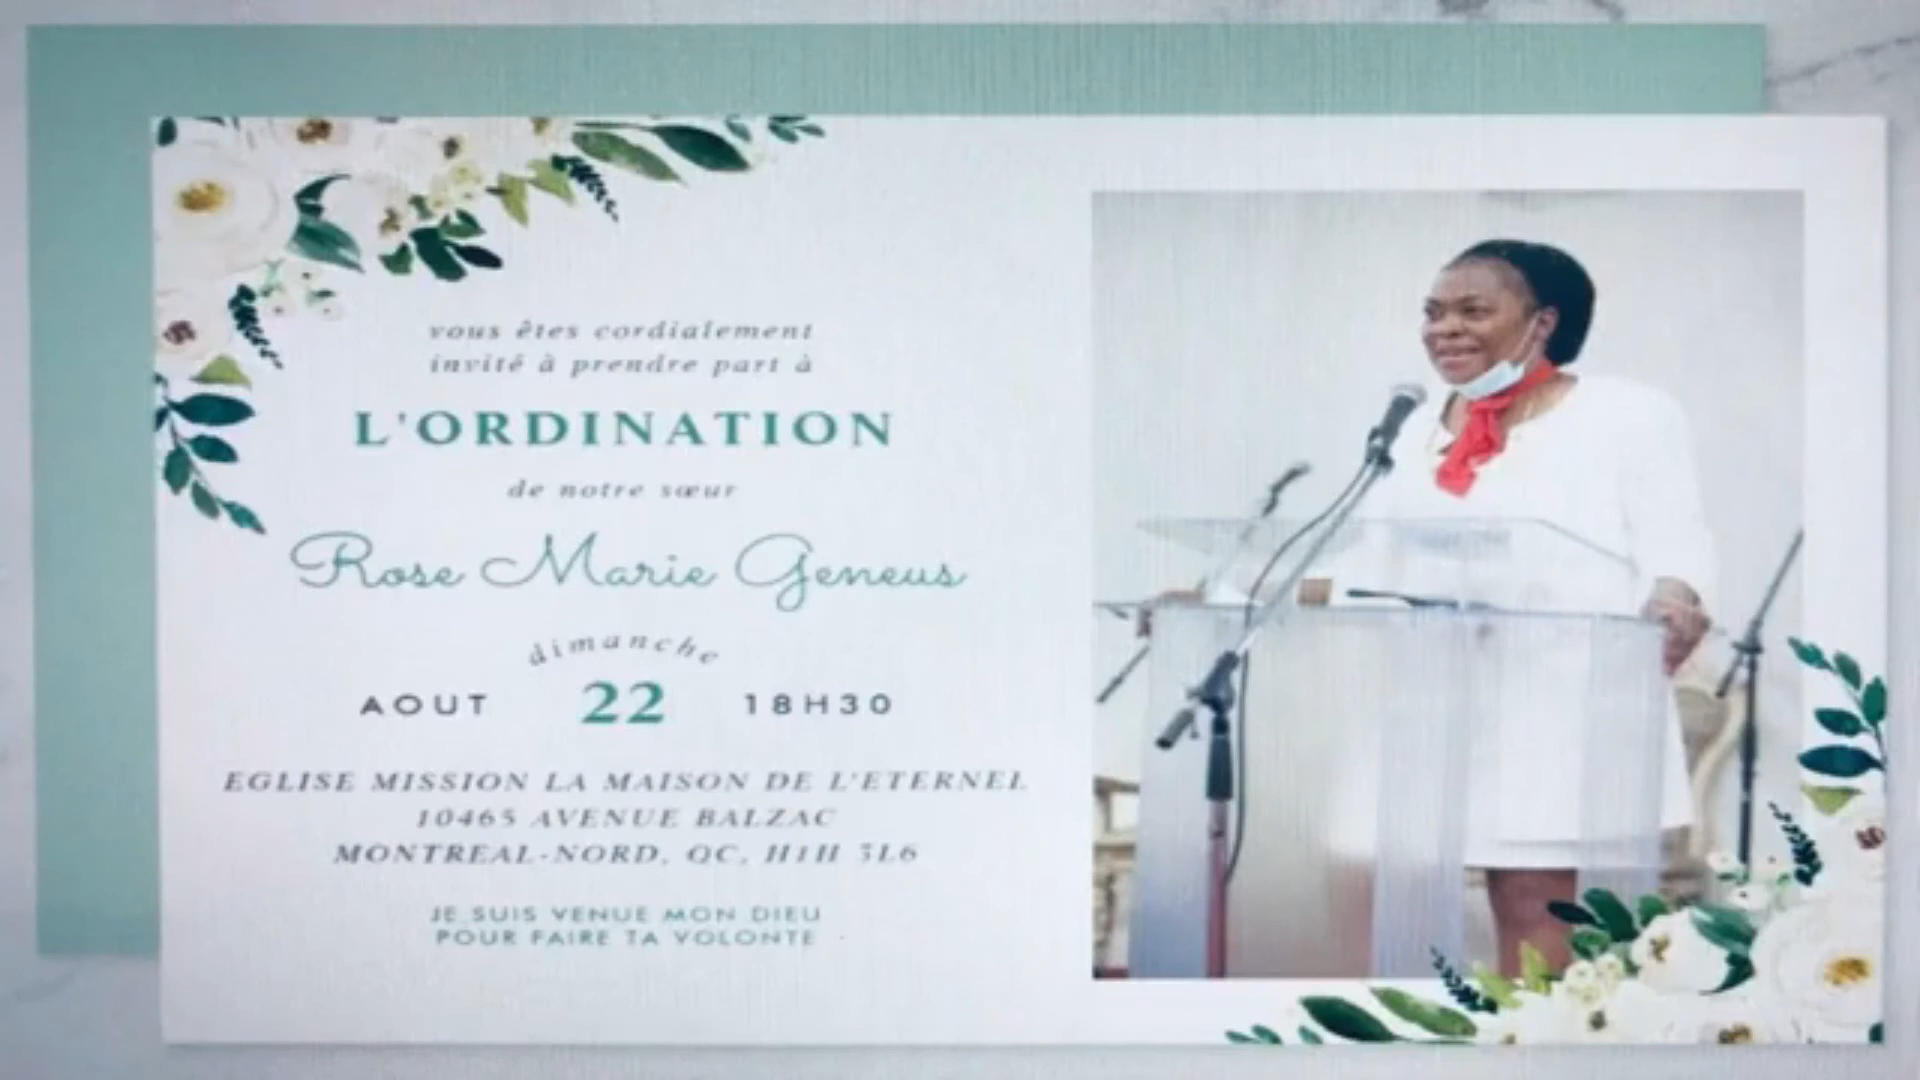 vous êtes cordialement
invité à prendre part à
L'ORDINATION
de notre sœur
Rose Marie Geneus
dimanche
AOUT 22 18H30
EGLISE MISSION LA MAISON DE L'ETERNEL
10465 AVENUE BALZAC
MONTREAL-NORD, QC, H1H 3L6
JE SUIS VENUE MON DIEU
POUR FAIRE TA VOLONTE